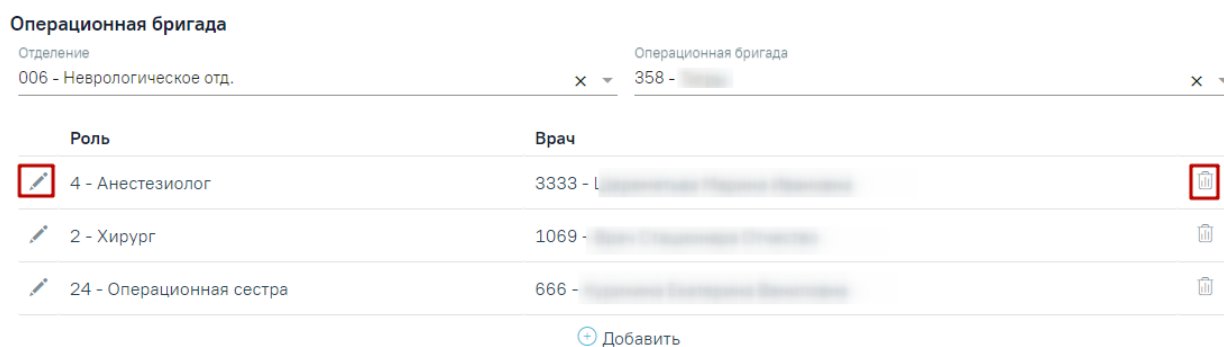 Операционная бригада
Отделение Операционная бригада
006 - Неврологическое отд. 358 -
Роль Врач
4 - Анестезиолог 3333 -
2 - Хирург 1069 -
24 - Операционная сестра 666 -
Добавить